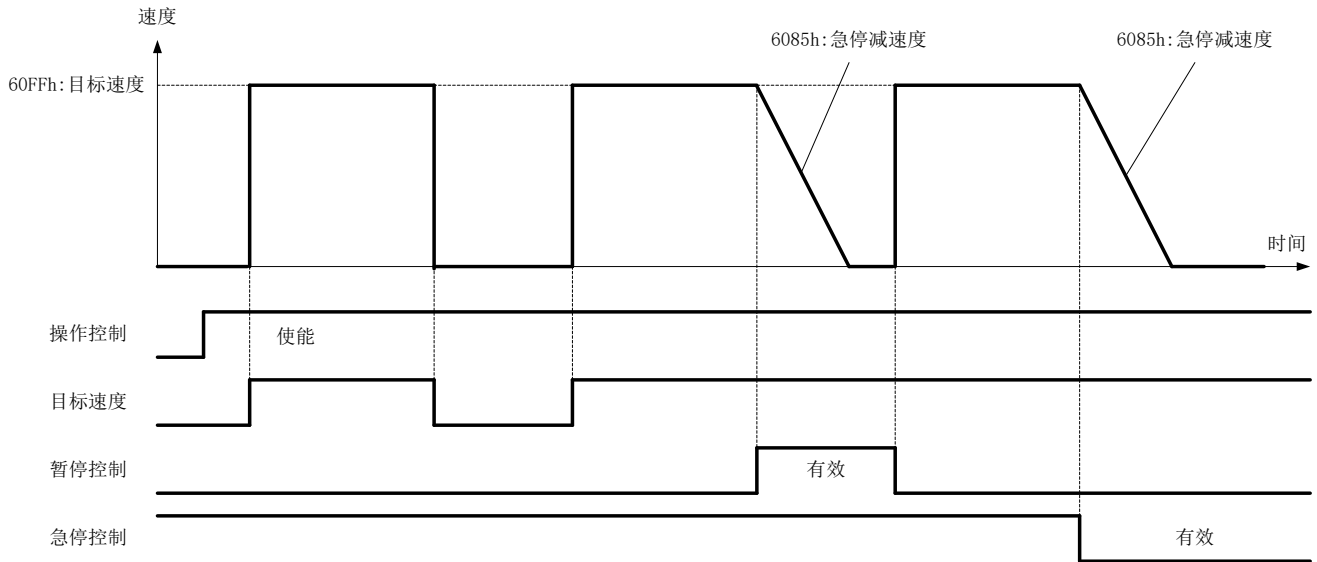 速度
6085h:急停减速度
6085h:急停减速度
60FFh:目标速度
时间
操作控制
使能
目标速度
暂停控制
有效
急停控制
有效